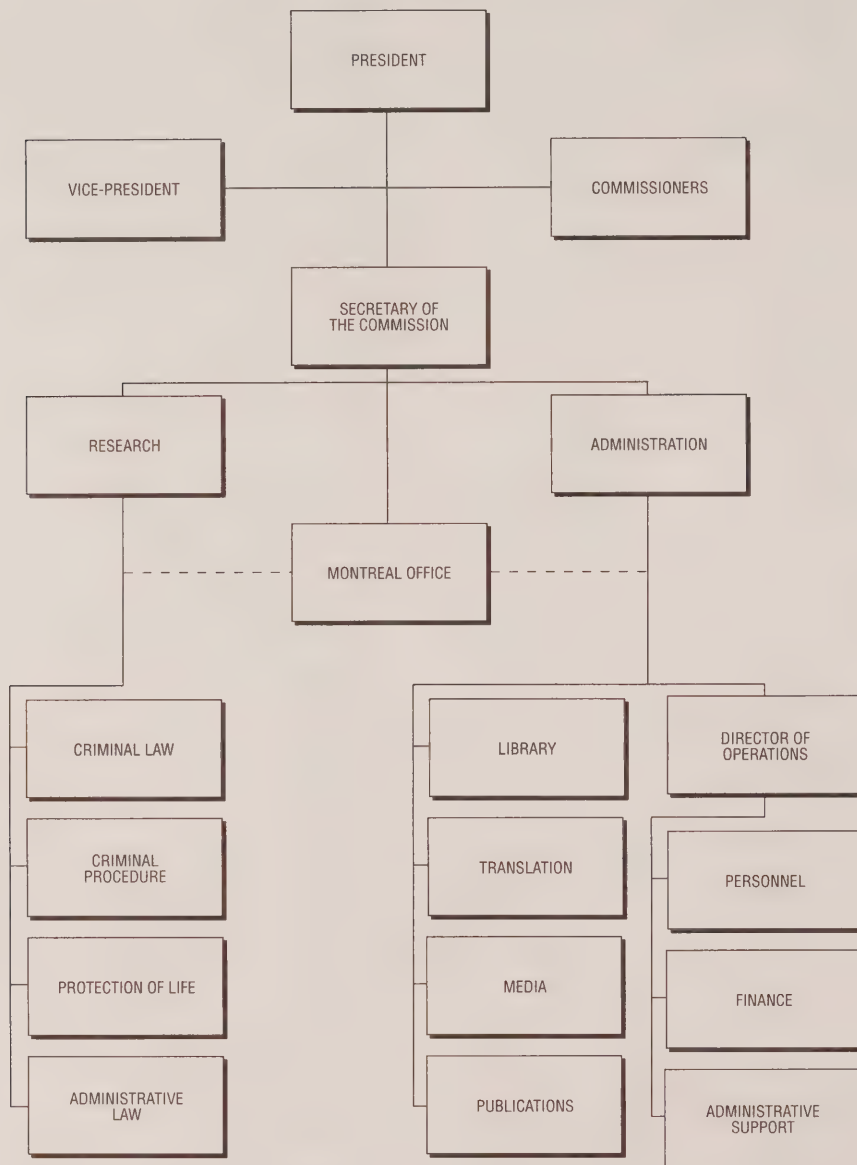 PRESIDENT
VICE-PRESIDENT
COMMISSIONERS
SECRETARY OF
THE COMMISSION
RESEARCH
ADMINISTRATION
MONTREAL OFFICE
CRIMINAL LAW
CRIMINAL
PROCEDURE
PROTECTION OF LIFE
ADMINISTRATIVE
LAW
LIBRARY
TRANSLATION
MEDIA
PUBLICATIONS
DIRECTOR OF
OPERATIONS
PERSONNEL
FINANCE
ADMINISTRATIVE
SUPPORT